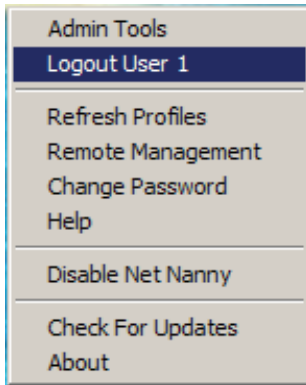 Admin Tools
Logout User 1
Refresh Profiles
Remote Management
Change Password
Help
Disable Net Nanny
Check For Updates
About